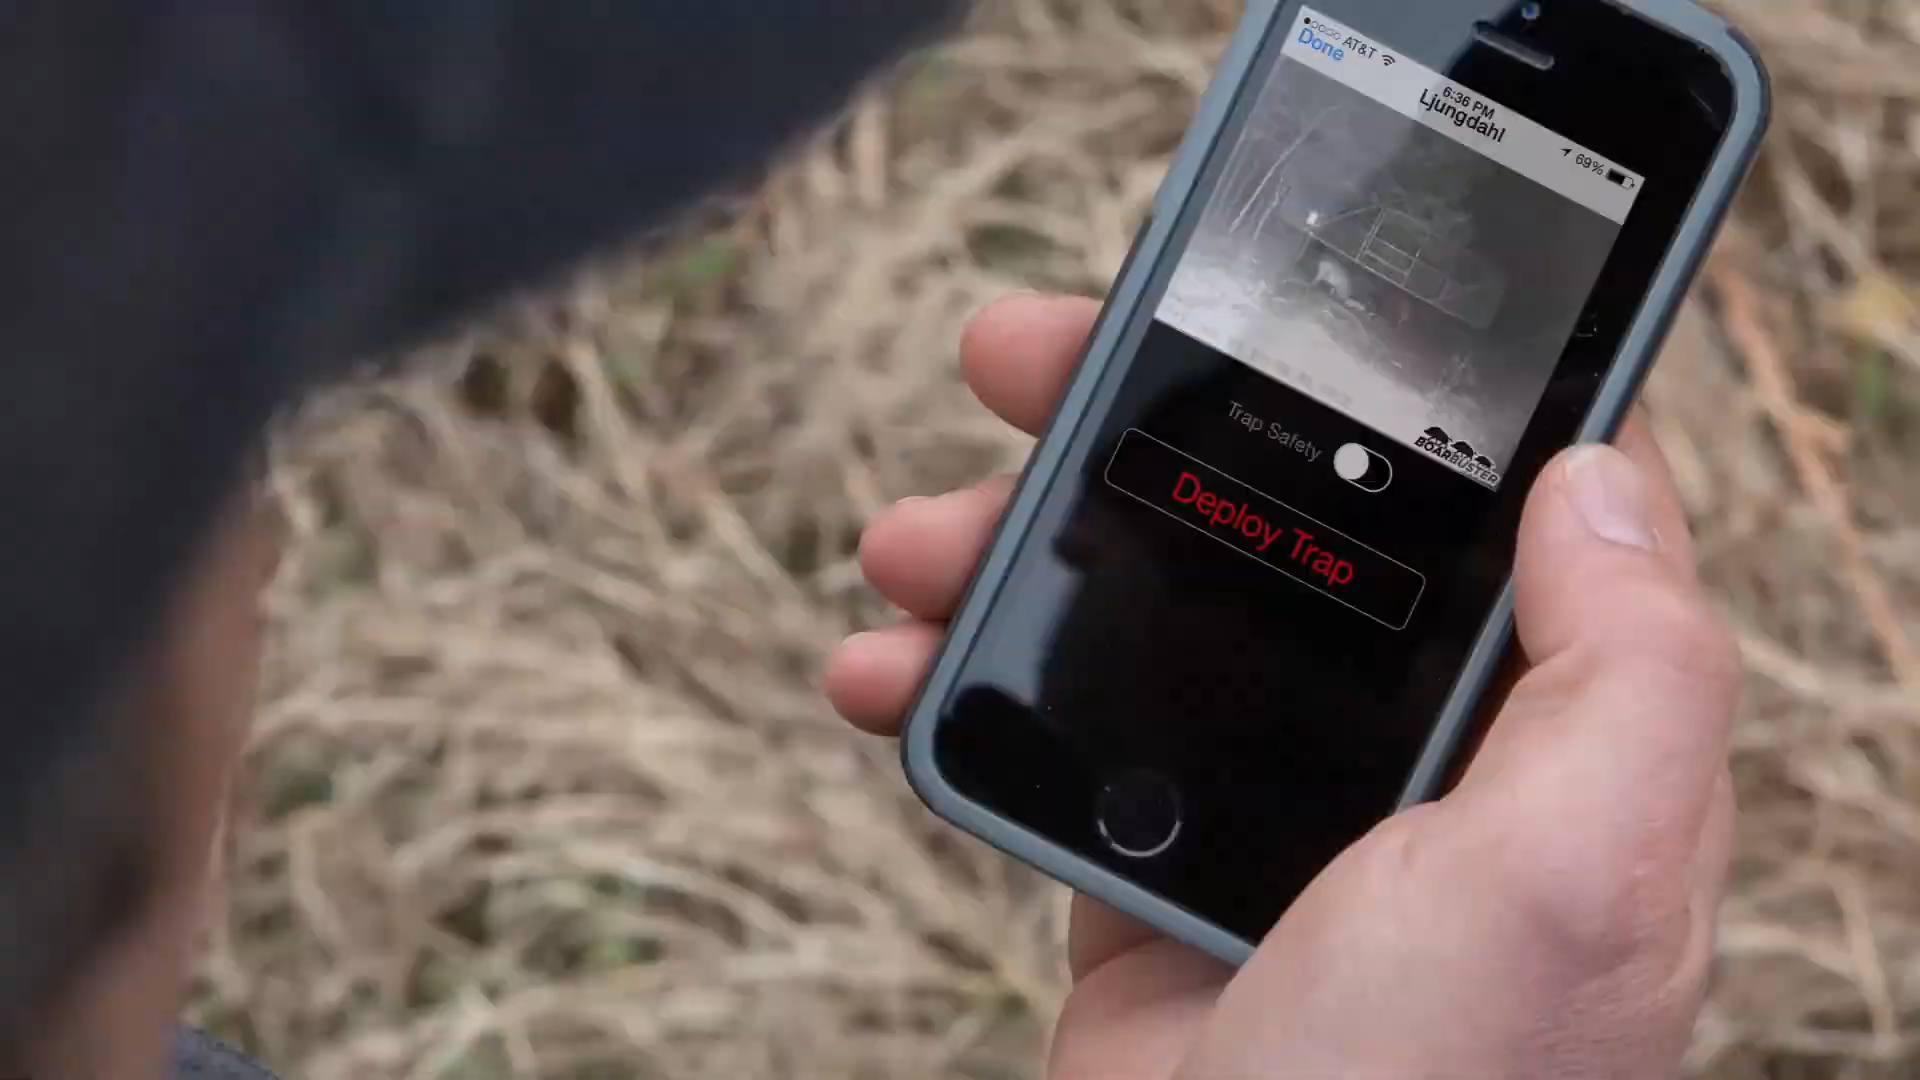 AT&T
Done
6:36 PM
Ljungdahl
69%
BOARBUSTER
Trap Safety
Deploy Trap